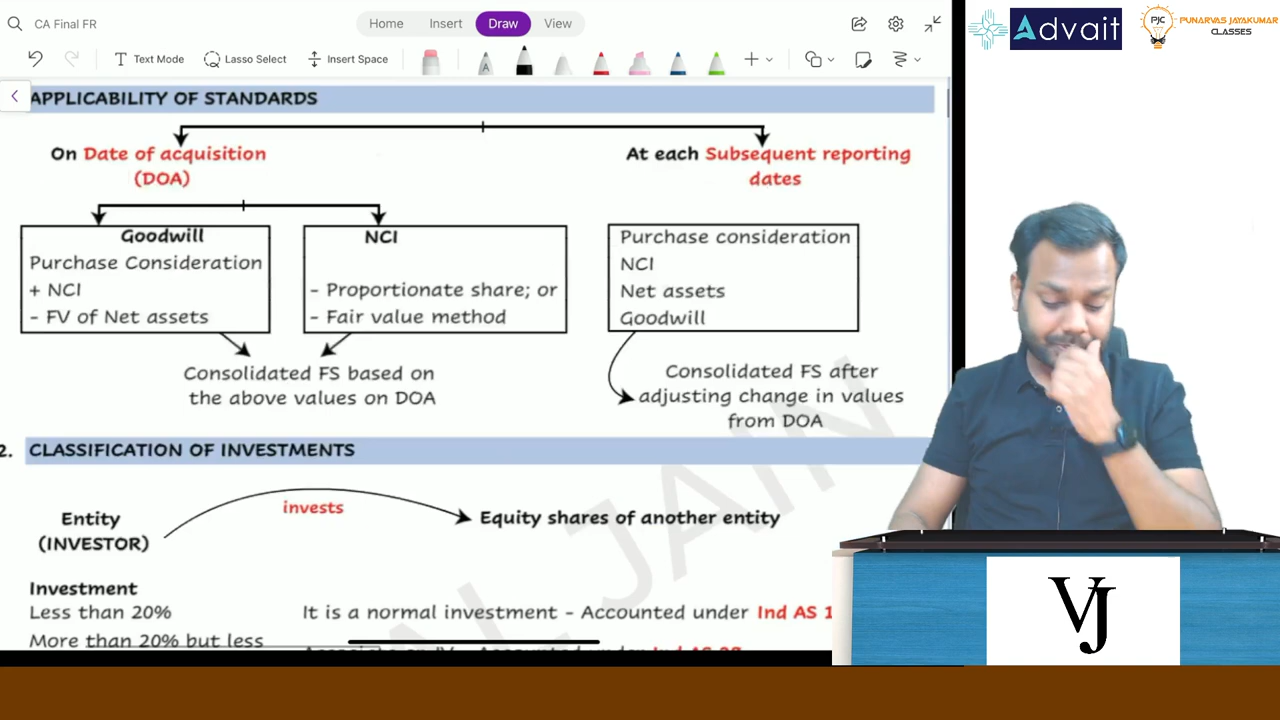 CA Final FR
Home Insert Draw View
Text Mode Lasso Select Insert Space
APPLICABILITY OF STANDARDS
On Date of acquisition
(DOA)
At each Subsequent reporting
dates
Goodwill
Purchase Consideration
+ NCI
- FV of Net assets
NCI
- Proportionate share; or
- Fair value method
Purchase consideration
NCI
Net assets
Goodwill
Consolidated FS based on
the above values on DOA
Consolidated FS after
adjusting change in values
from DOA
2. CLASSIFICATION OF INVESTMENTS
Entity
(INVESTOR)
invests
Equity shares of another entity
Investment
Less than 20% It is a normal investment - Accounted under Ind AS 1
More than 20% but less
AL JAIN
Advait
PJC
PUNARVAS JAYAKUMAR
CLASSES
VJ